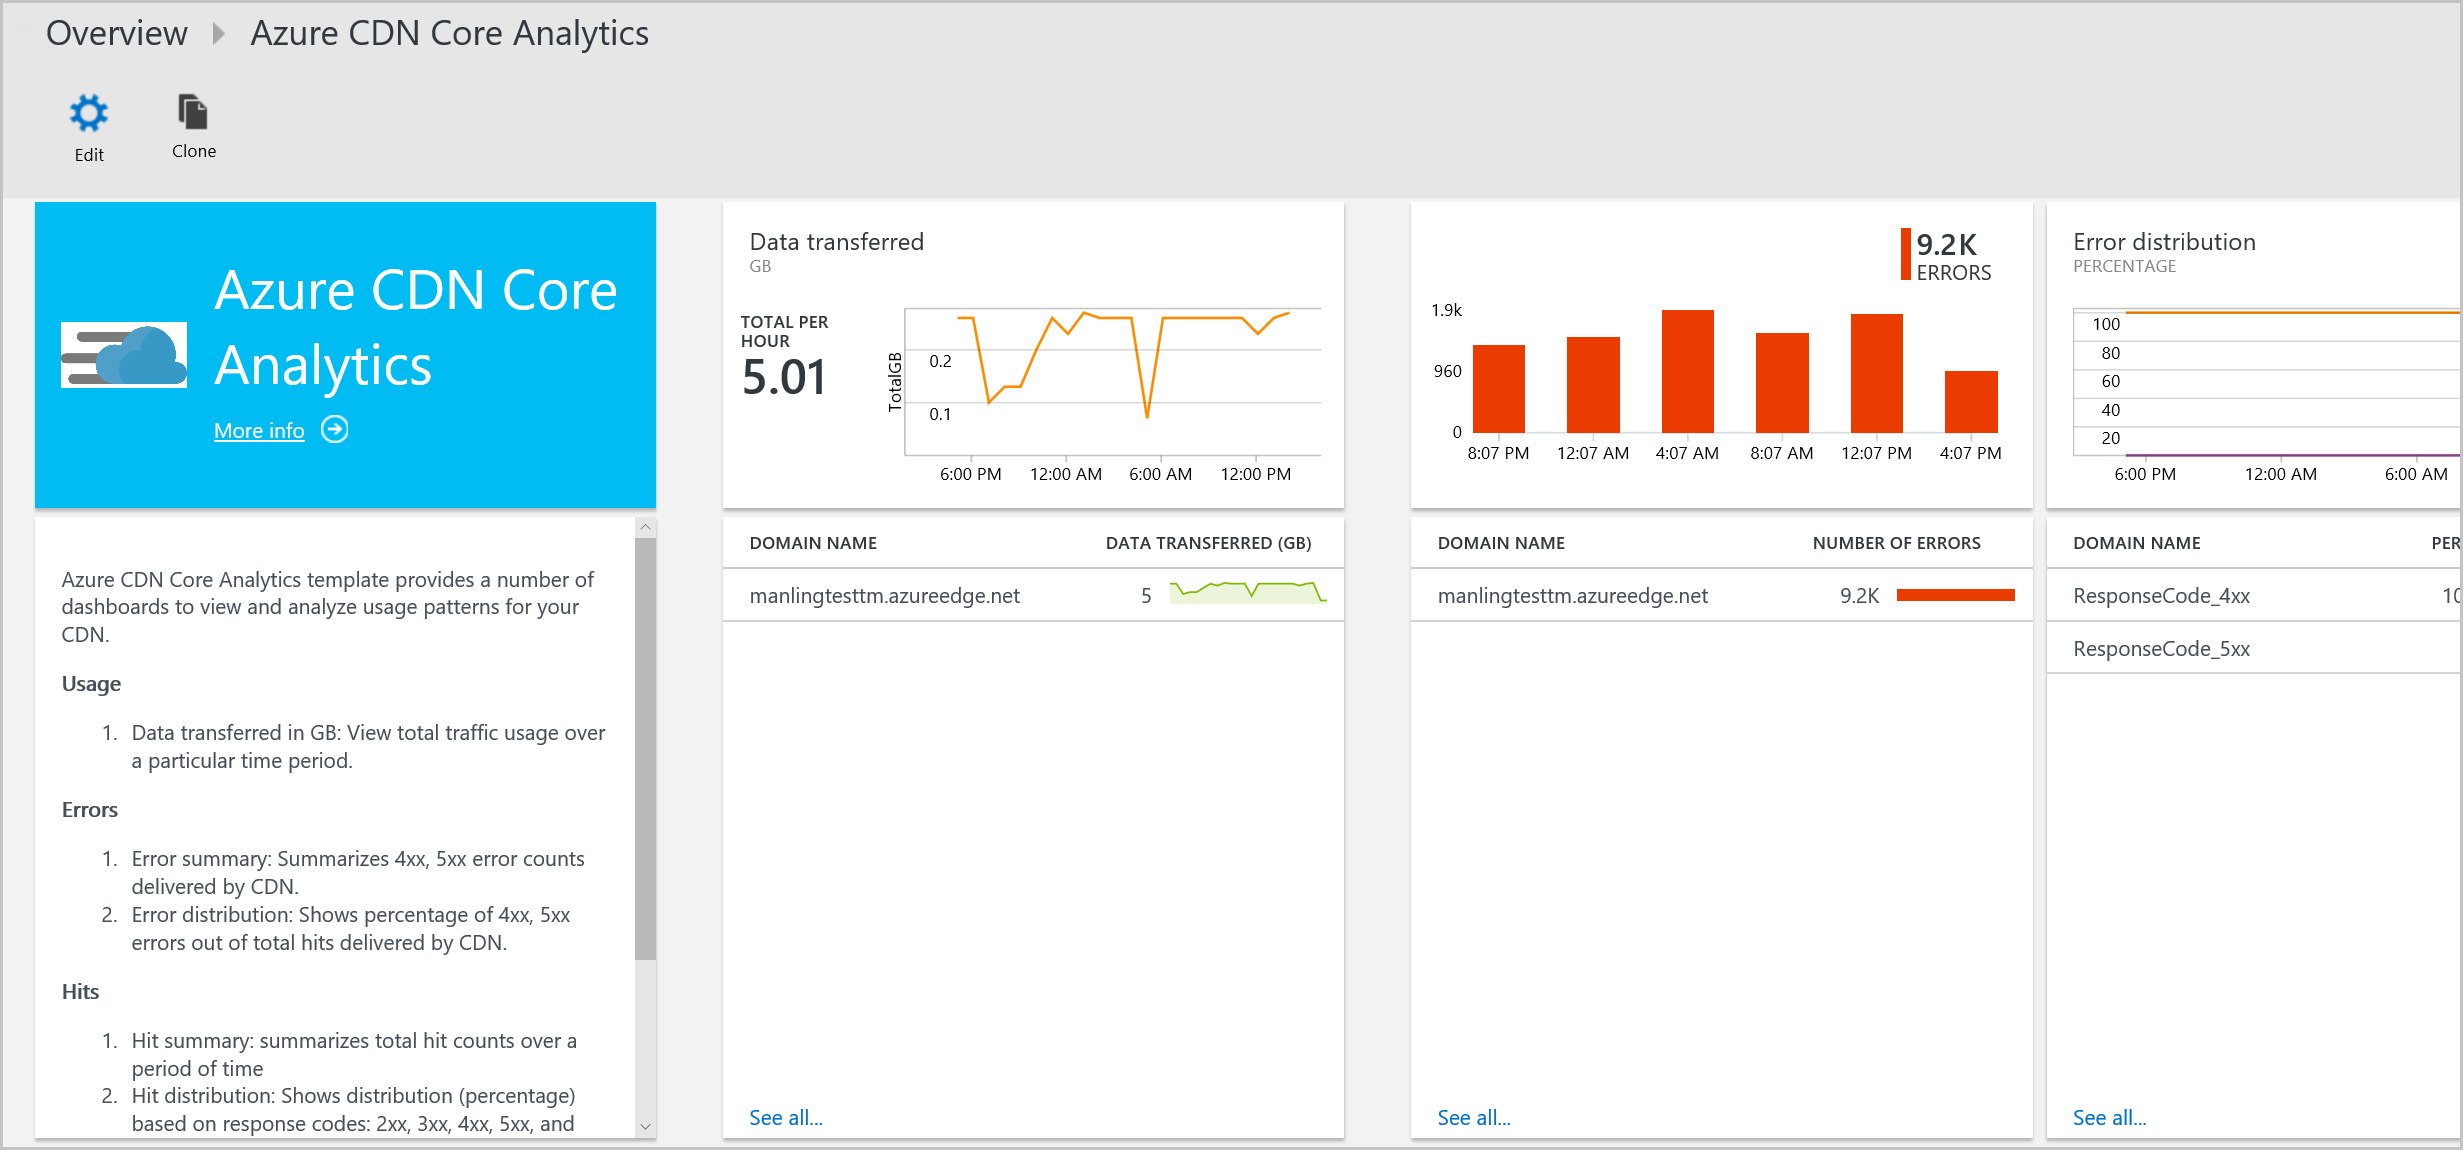 Overview
Azure CDN Core Analytics
Edit
Clone
Azure CDN Core
Analytics
More info
Azure CDN Core Analytics template provides a number of
dashboards to view and analyze usage patterns for your
CDN.
Usage
1. Data transferred in GB: View total traffic usage over
a particular time period.
Errors
1. Error summary: Summarizes 4xx, 5xx error counts
delivered by CDN.
2. Error distribution: Shows percentage of 4xx, 5xx
errors out of total hits delivered by CDN.
Hits
1. Hit summary: summarizes total hit counts over a
period of time
2. Hit distribution: Shows distribution (percentage)
based on response codes: 2xx, 3xx, 4xx, 5xx, and
Data transferred
GB
TOTAL PER
HOUR
5.01
TotalGB
0.2
0.1
6:00 PM 12:00 AM 6:00 AM 12:00 PM
DOMAIN NAME DATA TRANSFERRED (GB)
manlingtesttm.azureedge.net 5
See all...
9.2K
ERRORS
1.9k
960
0
8:07 PM 12:07 AM 4:07 AM 8:07 AM 12:07 PM 4:07 PM
DOMAIN NAME NUMBER OF ERRORS
manlingtesttm.azureedge.net 9.2K
See all...
Error distribution
PERCENTAGE
100
80
60
40
20
6:00 PM 12:00 AM 6:00 AM
DOMAIN NAME PER
ResponseCode_4xx 10
ResponseCode_5xx
See all...